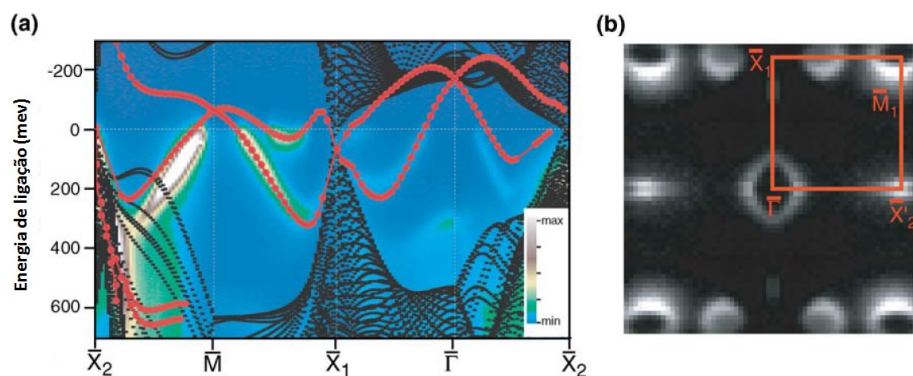 (a)
Energia de ligação (mev)
-200
0
200
400
600
max
min
X̅₂
M̅
X̅₁
Γ̅
X̅₂
(b)
X̅₁
M̅₁
Γ̅
X̅'₂